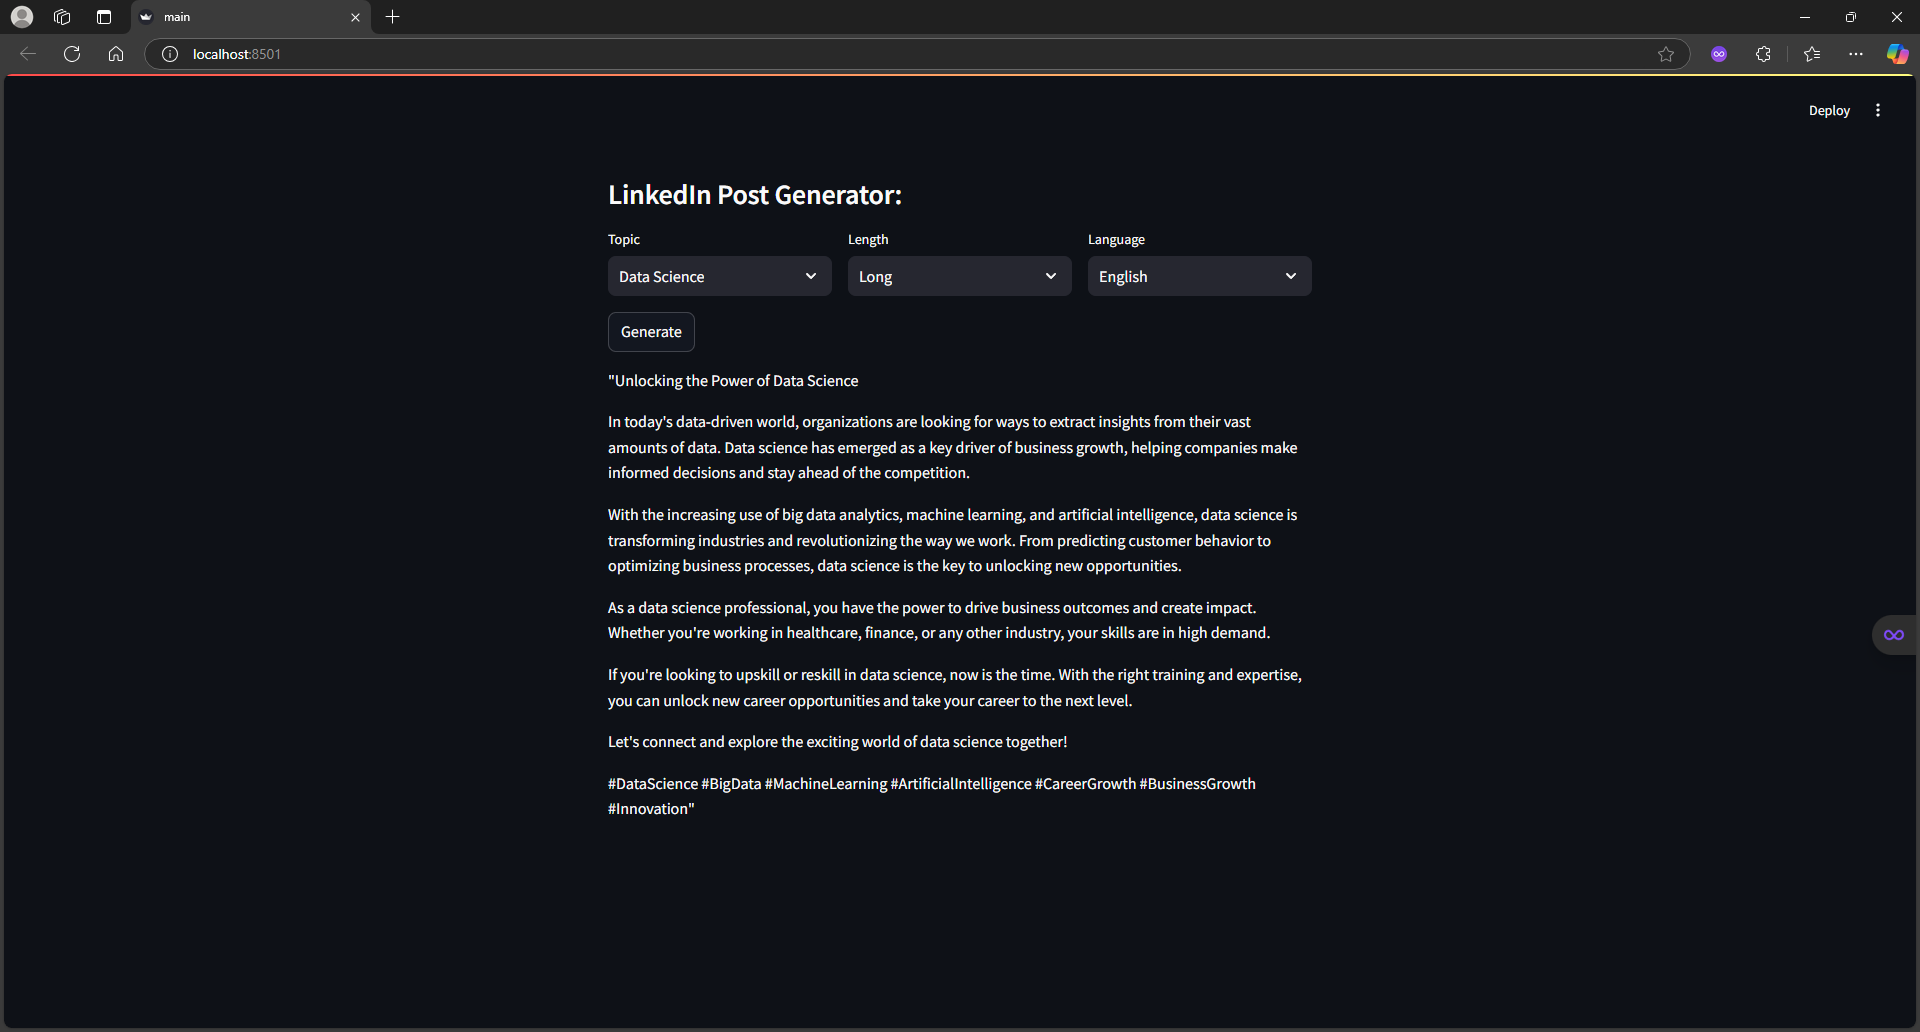 main
localhost:8501
Deploy
LinkedIn Post Generator:
Topic Length Language
Data Science Long English
Generate
"Unlocking the Power of Data Science
In today's data-driven world, organizations are looking for ways to extract insights from their vast
amounts of data. Data science has emerged as a key driver of business growth, helping companies make
informed decisions and stay ahead of the competition.
With the increasing use of big data analytics, machine learning, and artificial intelligence, data science is
transforming industries and revolutionizing the way we work. From predicting customer behavior to
optimizing business processes, data science is the key to unlocking new opportunities.
As a data science professional, you have the power to drive business outcomes and create impact.
Whether you're working in healthcare, finance, or any other industry, your skills are in high demand.
If you're looking to upskill or reskill in data science, now is the time. With the right training and expertise,
you can unlock new career opportunities and take your career to the next level.
Let's connect and explore the exciting world of data science together!
#DataScience #BigData #MachineLearning #ArtificialIntelligence #CareerGrowth #BusinessGrowth
#Innovation"